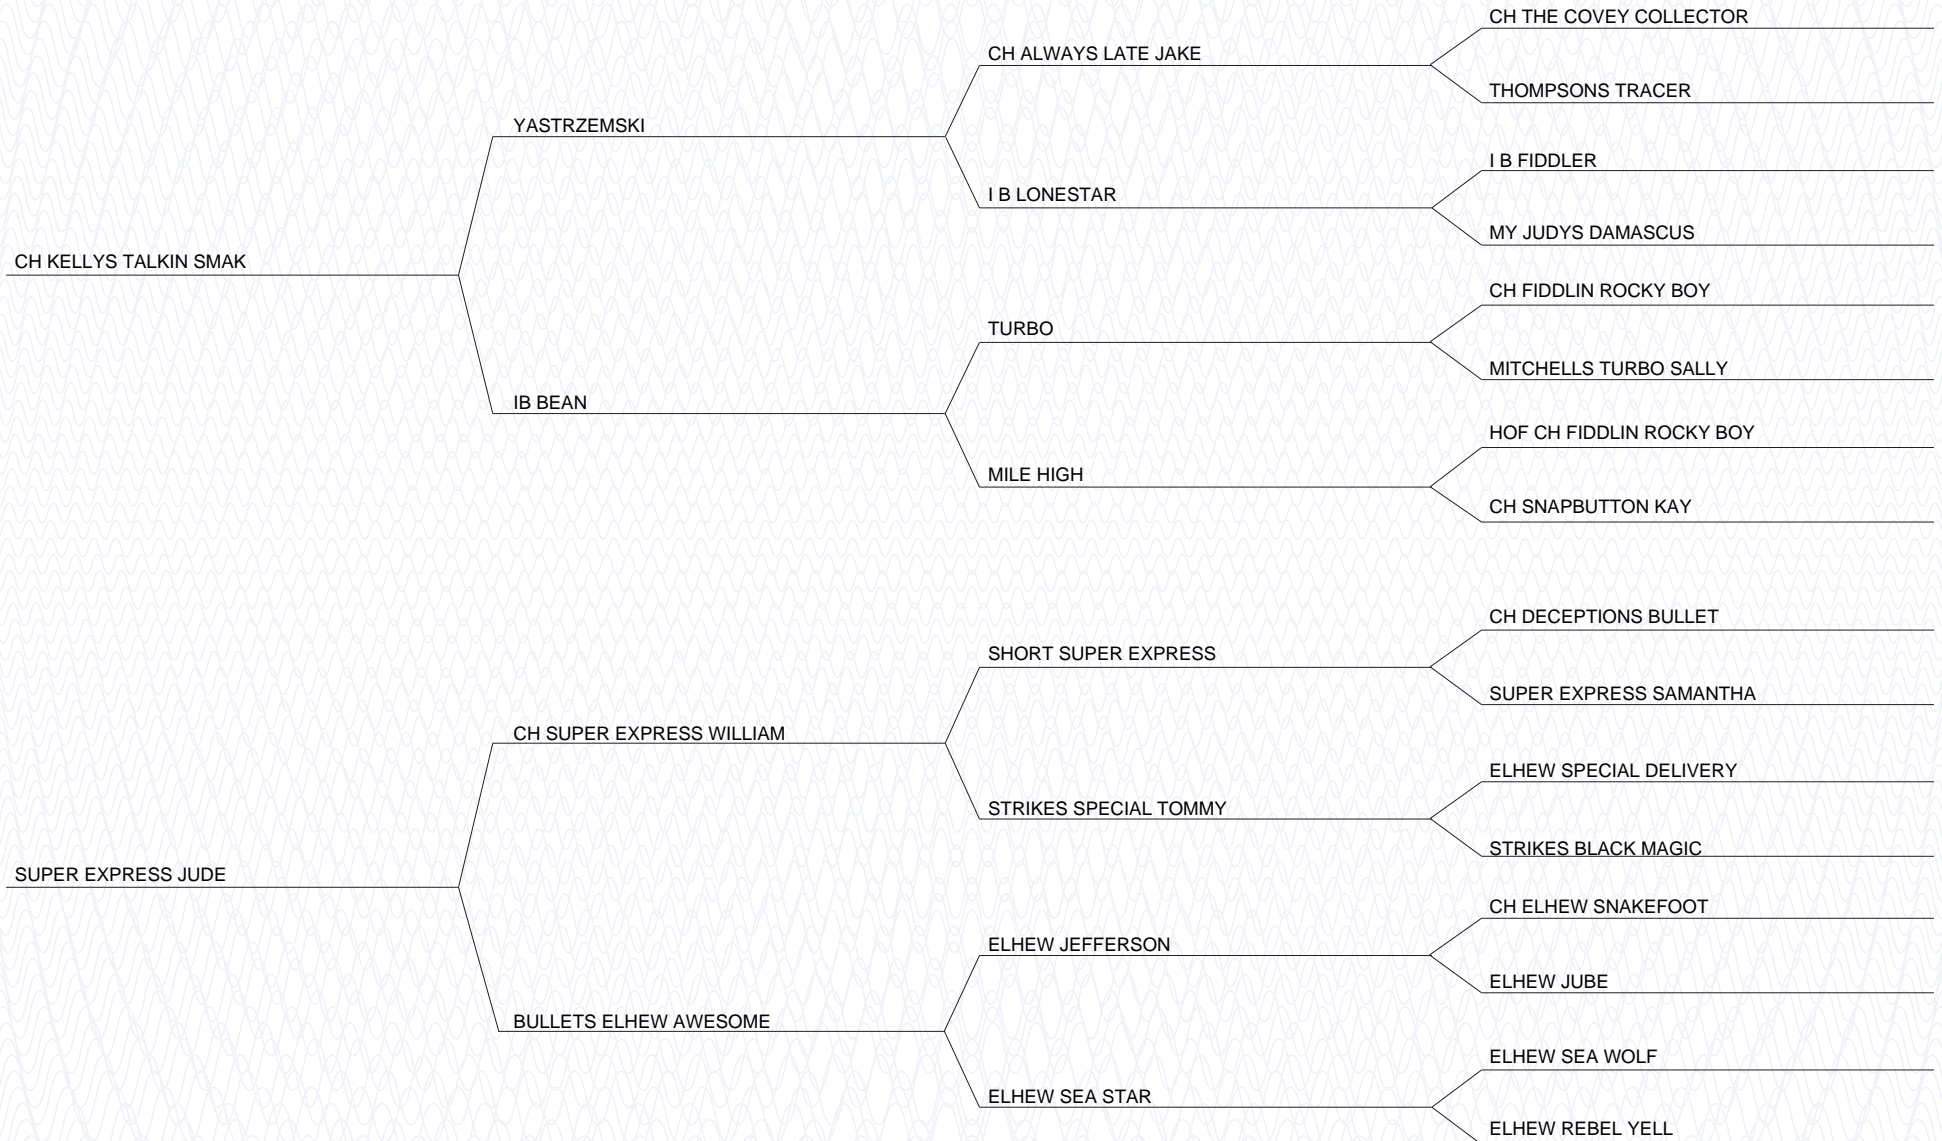 CH THE COVEY COLLECTOR
CH ALWAYS LATE JAKE
THOMPSONS TRACER
YASTRZEMSKI
I B FIDDLER
I B LONESTAR
MY JUDYS DAMASCUS
CH KELLYS TALKIN SMAK
CH FIDDLIN ROCKY BOY
TURBO
MITCHELLS TURBO SALLY
IB BEAN
HOF CH FIDDLIN ROCKY BOY
MILE HIGH
CH SNAPBUTTON KAY
CH DECEPTIONS BULLET
SHORT SUPER EXPRESS
SUPER EXPRESS SAMANTHA
CH SUPER EXPRESS WILLIAM
ELHEW SPECIAL DELIVERY
STRIKES SPECIAL TOMMY
STRIKES BLACK MAGIC
SUPER EXPRESS JUDE
CH ELHEW SNAKEFOOT
ELHEW JEFFERSON
ELHEW JUBE
BULLETS ELHEW AWESOME
ELHEW SEA WOLF
ELHEW SEA STAR
ELHEW REBEL YELL